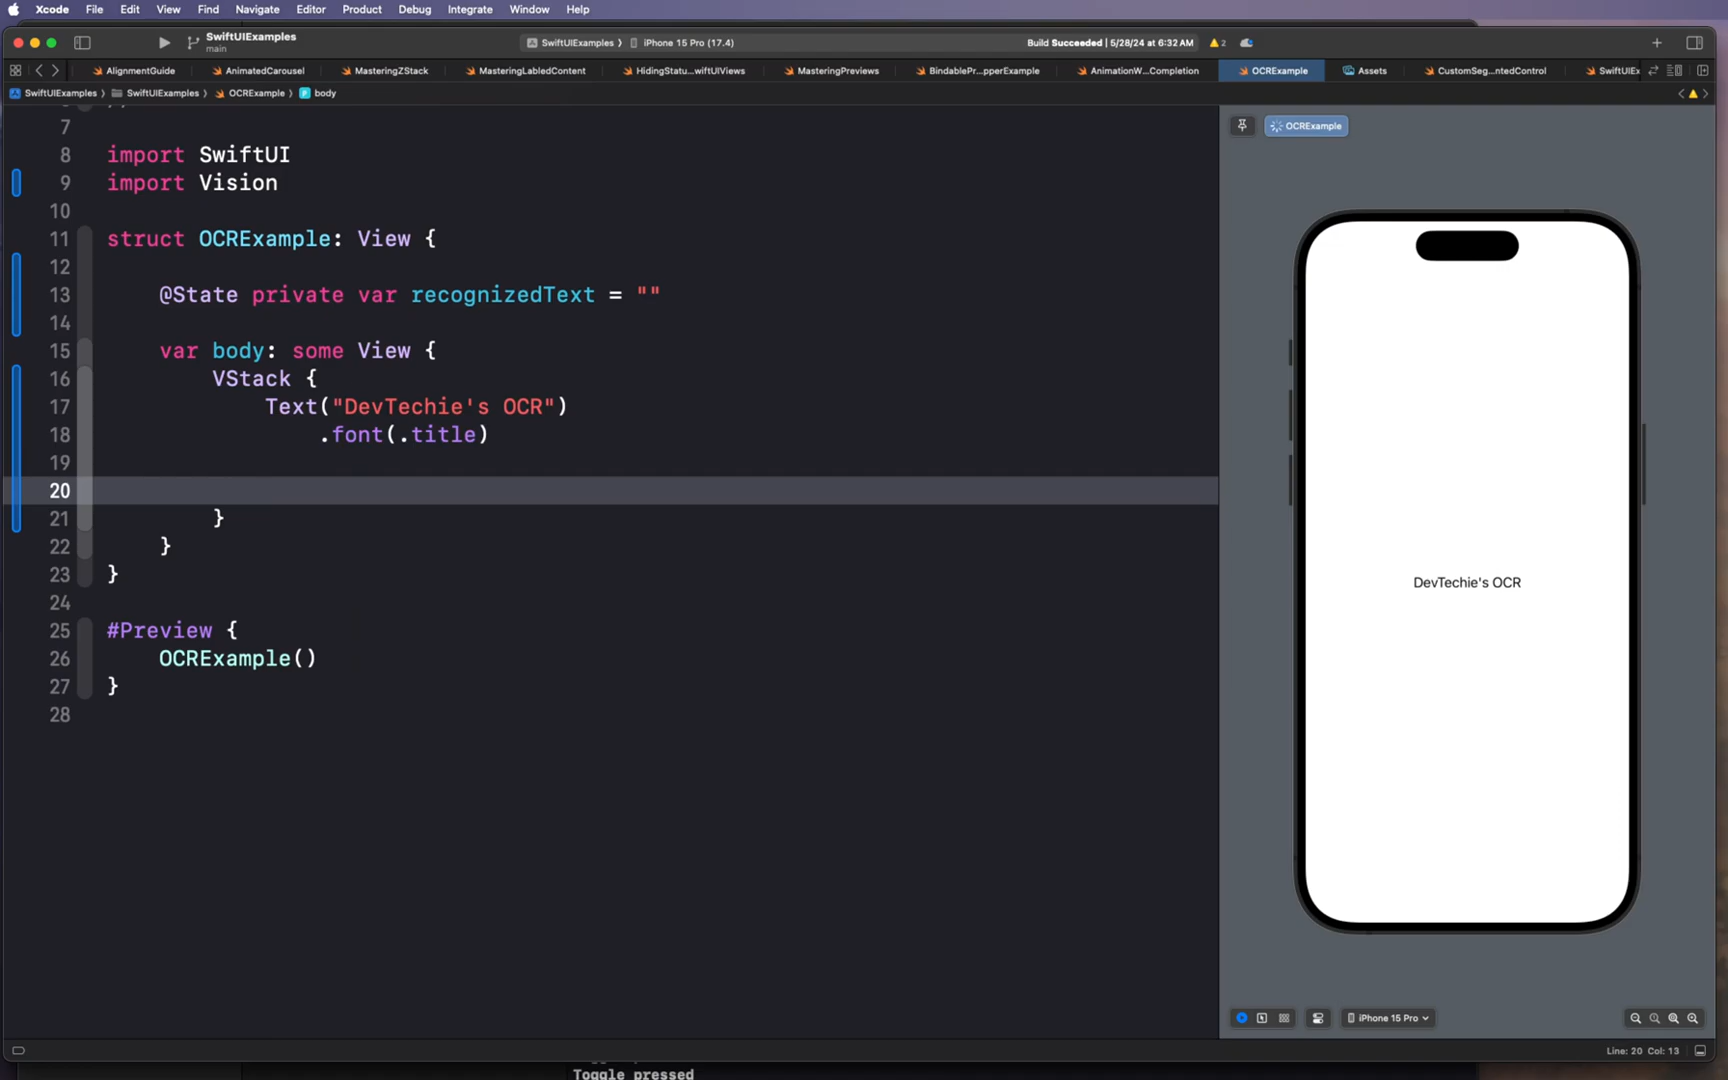 Xcode File Edit View Find Navigate Editor Product Debug Integrate Window Help
SwiftUIExamples
main
SwiftUIExamples iPhone 15 Pro (17.4)
Build Succeeded | 5/28/24 at 6:32 AM 2
AlignmentGuide AnimatedCarousel MasteringZStack MasteringLabledContent HidingStatu...wiftUIViews MasteringPreviews BindablePr...pperExample AnimationW...Completion OCRExample Assets CustomSeg...ntedControl SwiftUIEx
SwiftUIExamples SwiftUIExamples OCRExample body
7
8 import SwiftUI
9 import Vision
10
11 struct OCRExample: View {
12
13 @State private var recognizedText = ""
14
15 var body: some View {
16 VStack {
17 Text("DevTechie's OCR")
18 .font(.title)
19
20
21 }
22 }
23 }
24
25 #Preview {
26 OCRExample()
27 }
28
OCRExample
DevTechie's OCR
iPhone 15 Pro
Line: 20 Col: 13
Toggle pressed